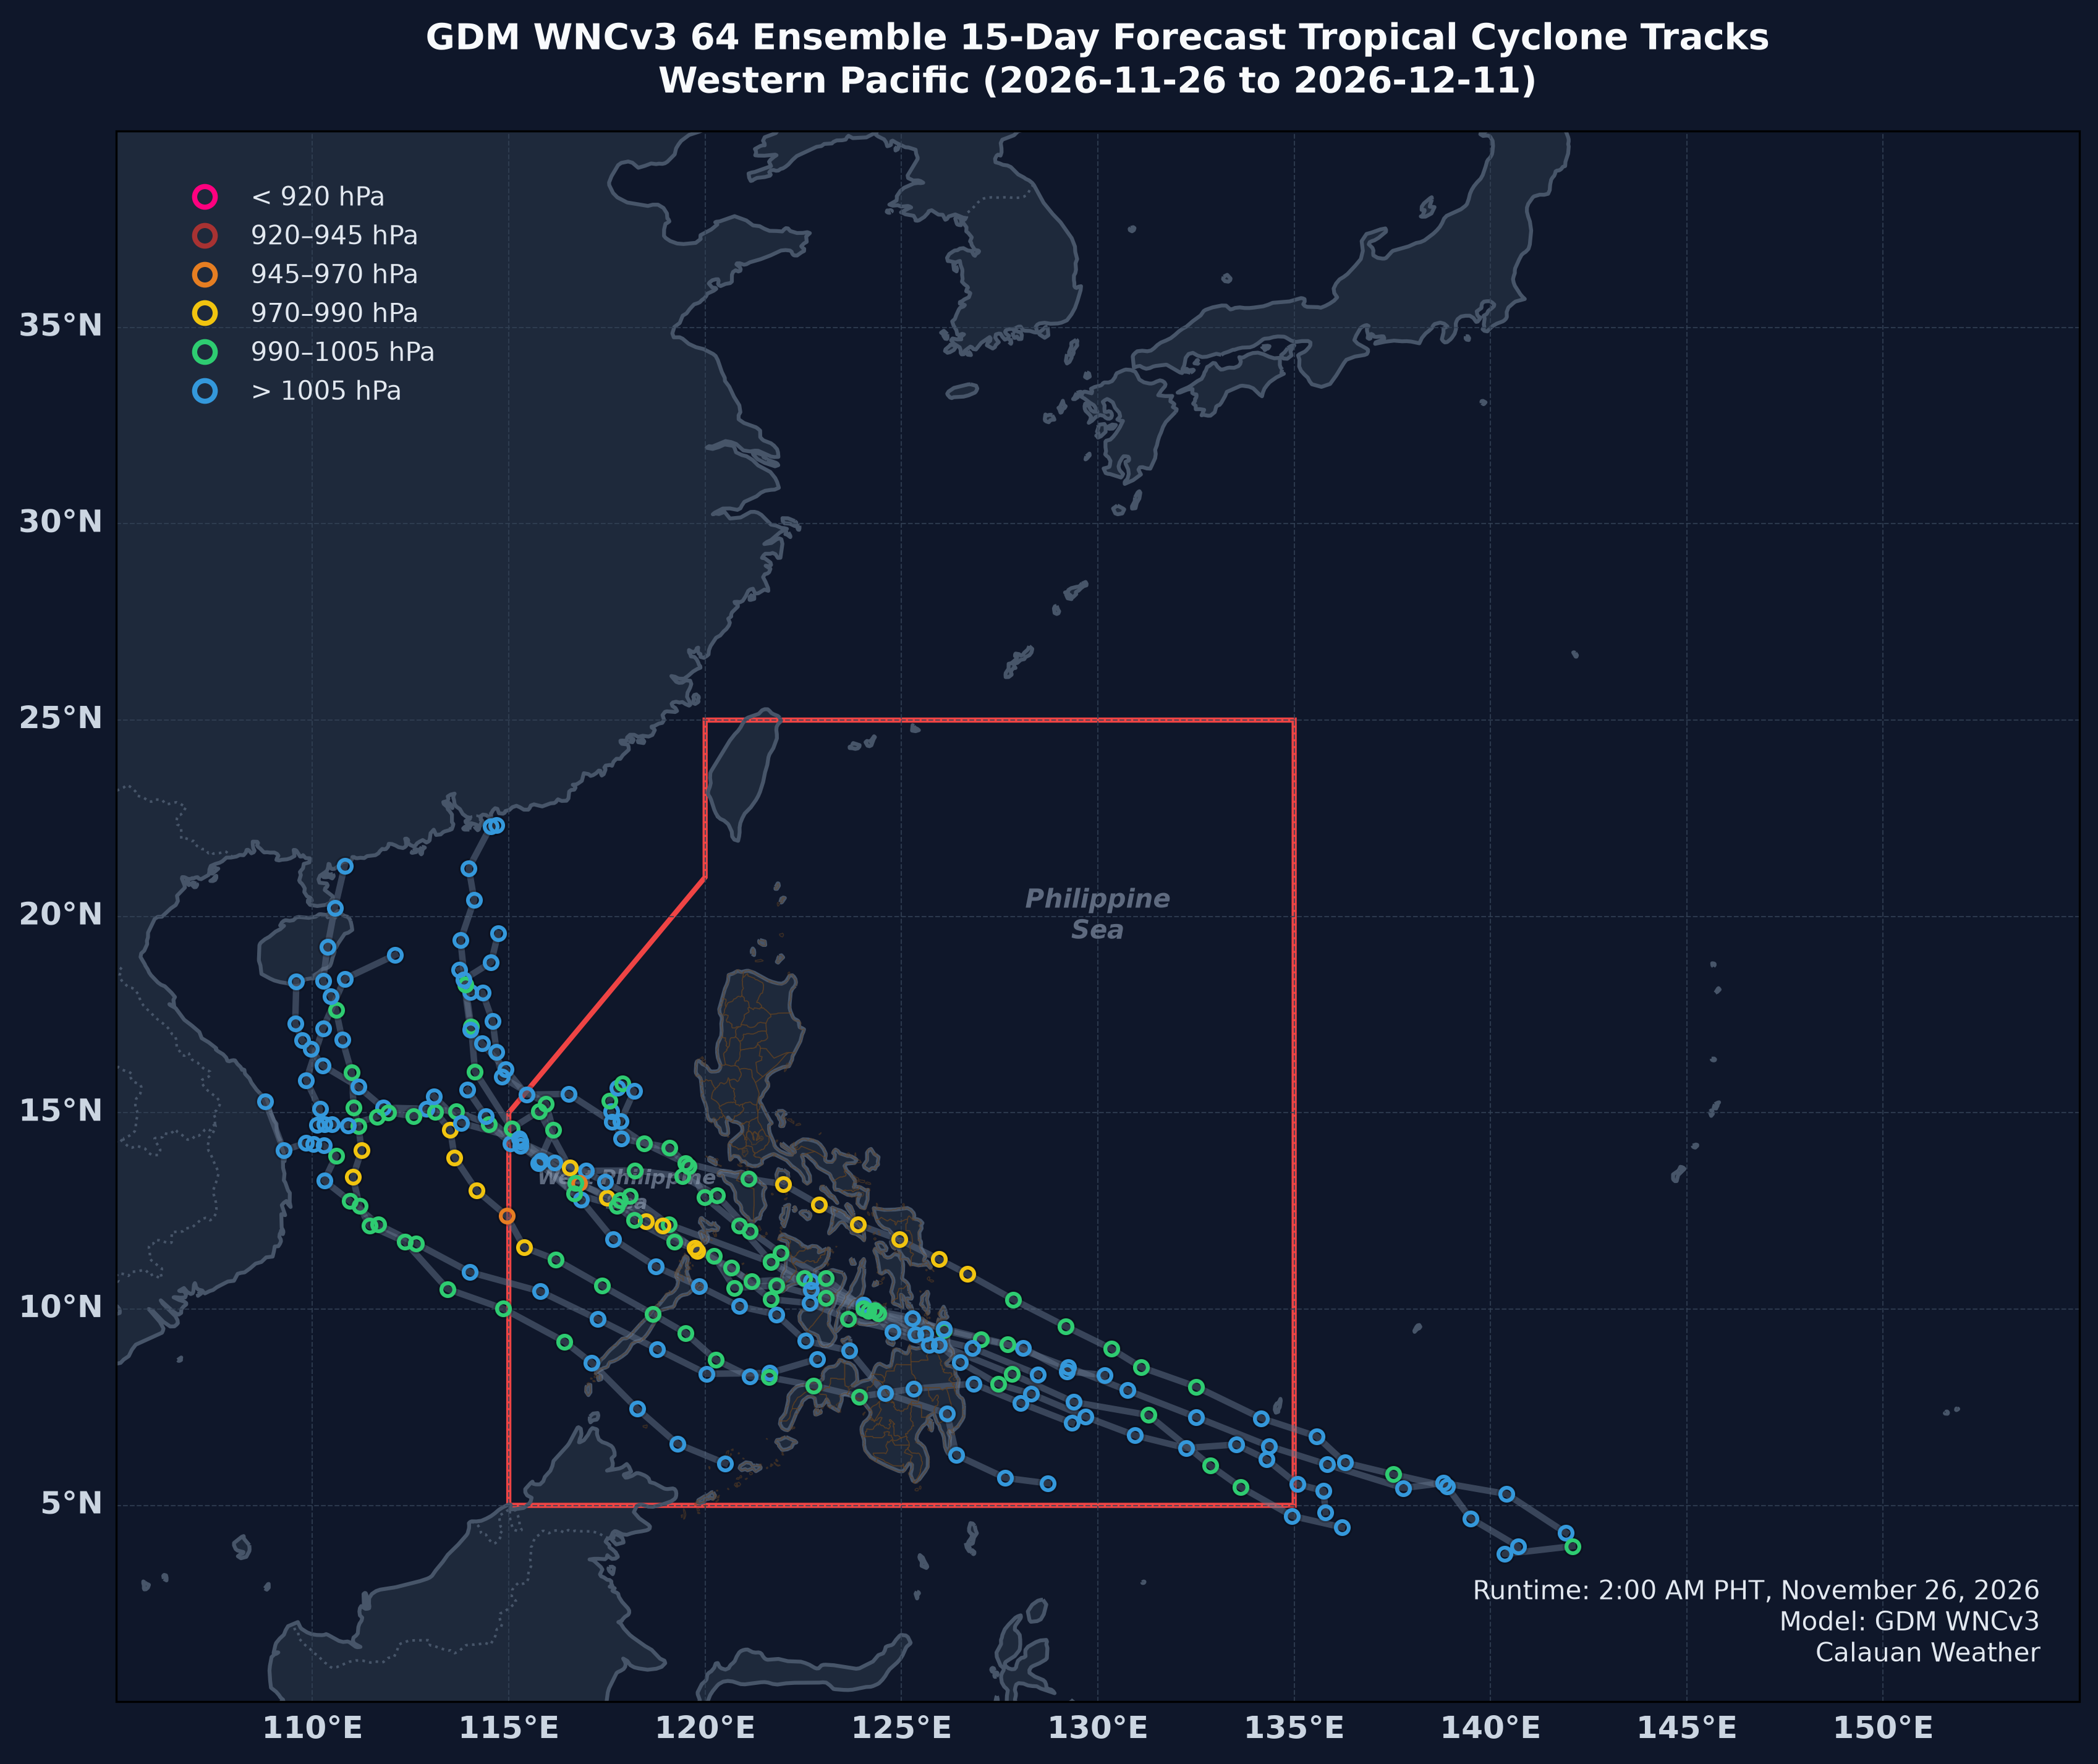 GDM WNCv3 64 Ensemble 15-Day Forecast Tropical Cyclone Tracks
Western Pacific (2026-11-26 to 2026-12-11)
< 920 hPa
920–945 hPa
945–970 hPa
970–990 hPa
990–1005 hPa
> 1005 hPa
35°N
30°N
25°N
20°N
15°N
10°N
5°N
Philippine
Sea
West Philippine
Sea
Runtime: 2:00 AM PHT, November 26, 2026
Model: GDM WNCv3
Calauan Weather
110°E
115°E
120°E
125°E
130°E
135°E
140°E
145°E
150°E